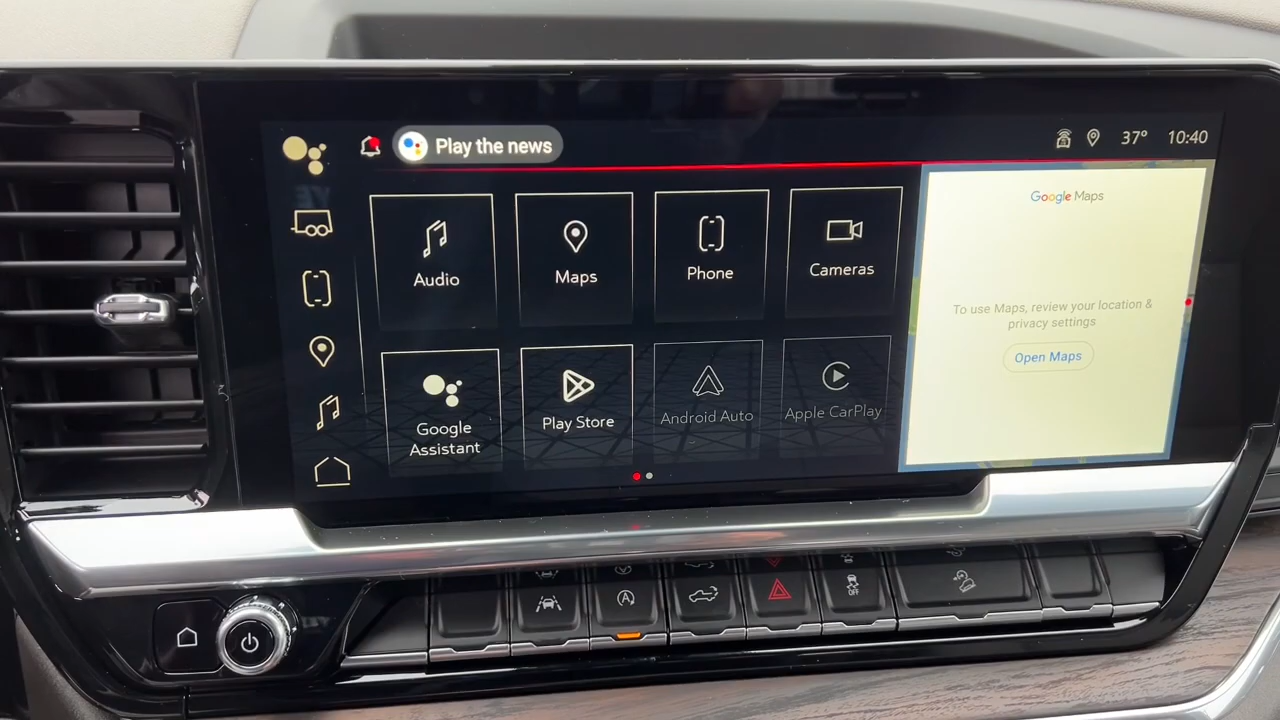 Play the news
37° 10:40
Audio
Maps
Phone
Cameras
Google
Assistant
Play Store
Android Auto
Apple CarPlay
Google Maps
To use Maps, review your location &
privacy settings
Open Maps
A
OFF